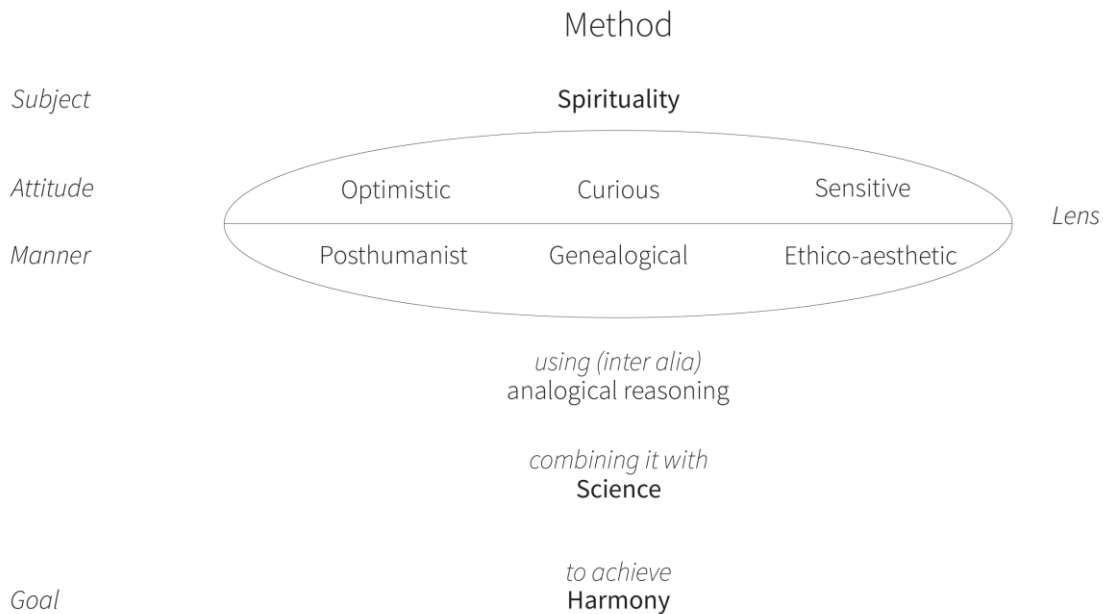 Method
Subject Spirituality
Attitude Optimistic Curious Sensitive
Lens
Manner Posthumanist Genealogical Ethico-aesthetic
using (inter alia)
analogical reasoning
combining it with
Science
to achieve
Goal Harmony